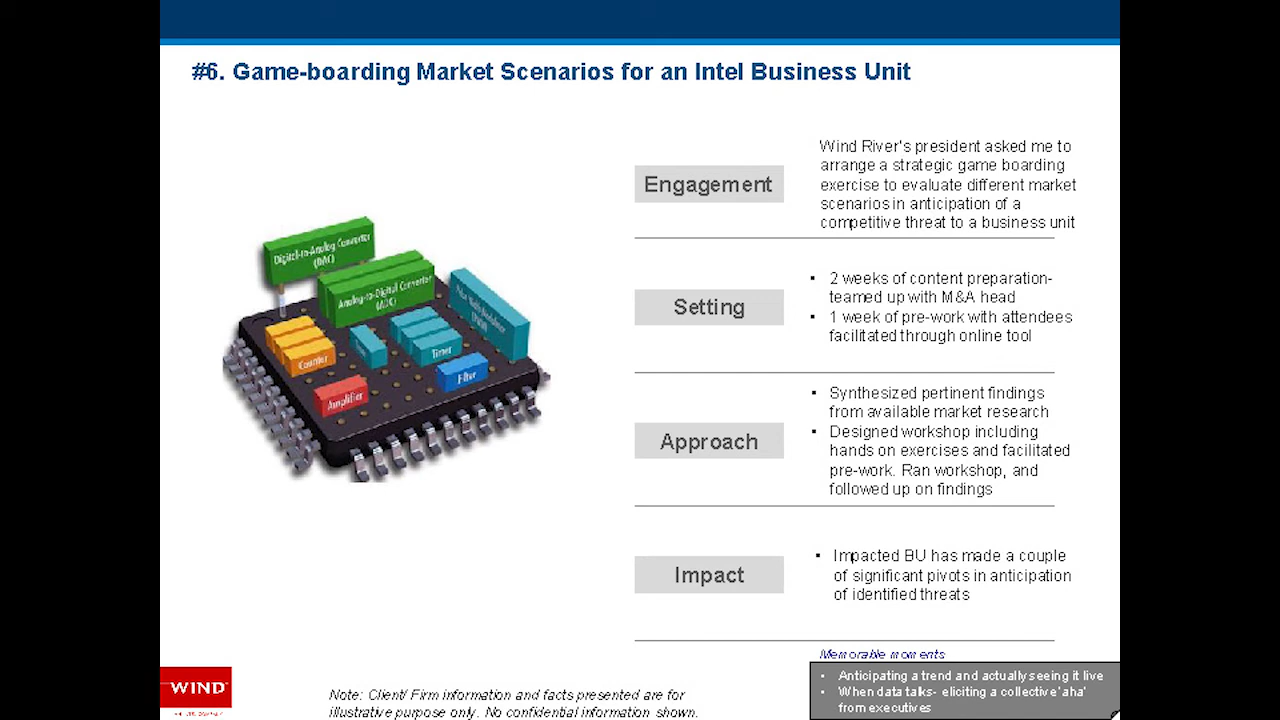 #6. Game-boarding Market Scenarios for an Intel Business Unit
Digital-to-Analog Converter
(DAC)
Analog-to-Digital Converter
(ADC)
Counter
Timer
Filter
Amplifier
Engagement
Wind River's president asked me to
arrange a strategic game boarding
exercise to evaluate different market
scenarios in anticipation of a
competitive threat to a business unit
Setting
▪ 2 weeks of content preparation-
teamed up with M&A head
▪ 1 week of pre-work with attendees
facilitated through online tool
Approach
▪ Synthesized pertinent findings
from available market research
▪ Designed workshop including
hands on exercises and facilitated
pre-work. Ran workshop, and
followed up on findings
Impact
▪ Impacted BU has made a couple
of significant pivots in anticipation
of identified threats
Memorable moments
• Anticipating a trend and actually seeing it live
• When data talks- eliciting a collective 'aha'
from executives
WIND
Note: Client/ Firm information and facts presented are for
illustrative purpose only. No confidential information shown.